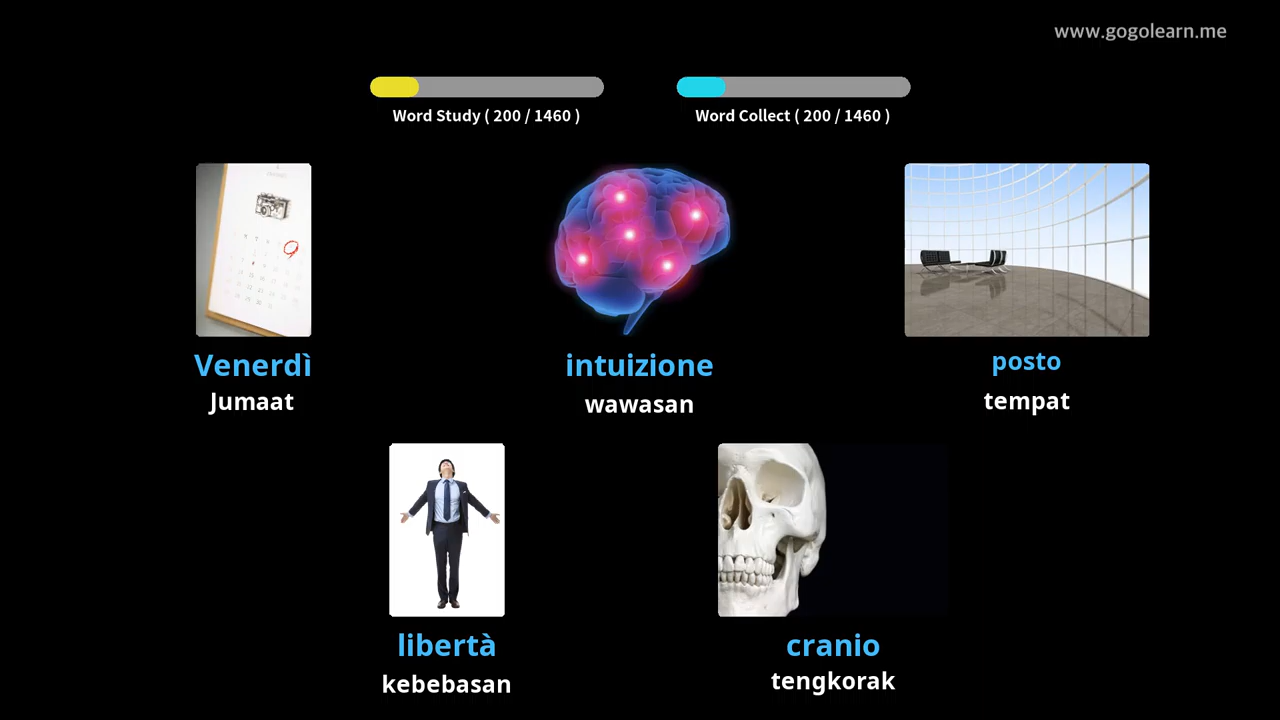 www.gogolearn.me
Word Study ( 200 / 1460 )
Word Collect ( 200 / 1460 )
Venerdì
Jumaat
intuizione
wawasan
posto
tempat
libertà
kebebasan
cranio
tengkorak